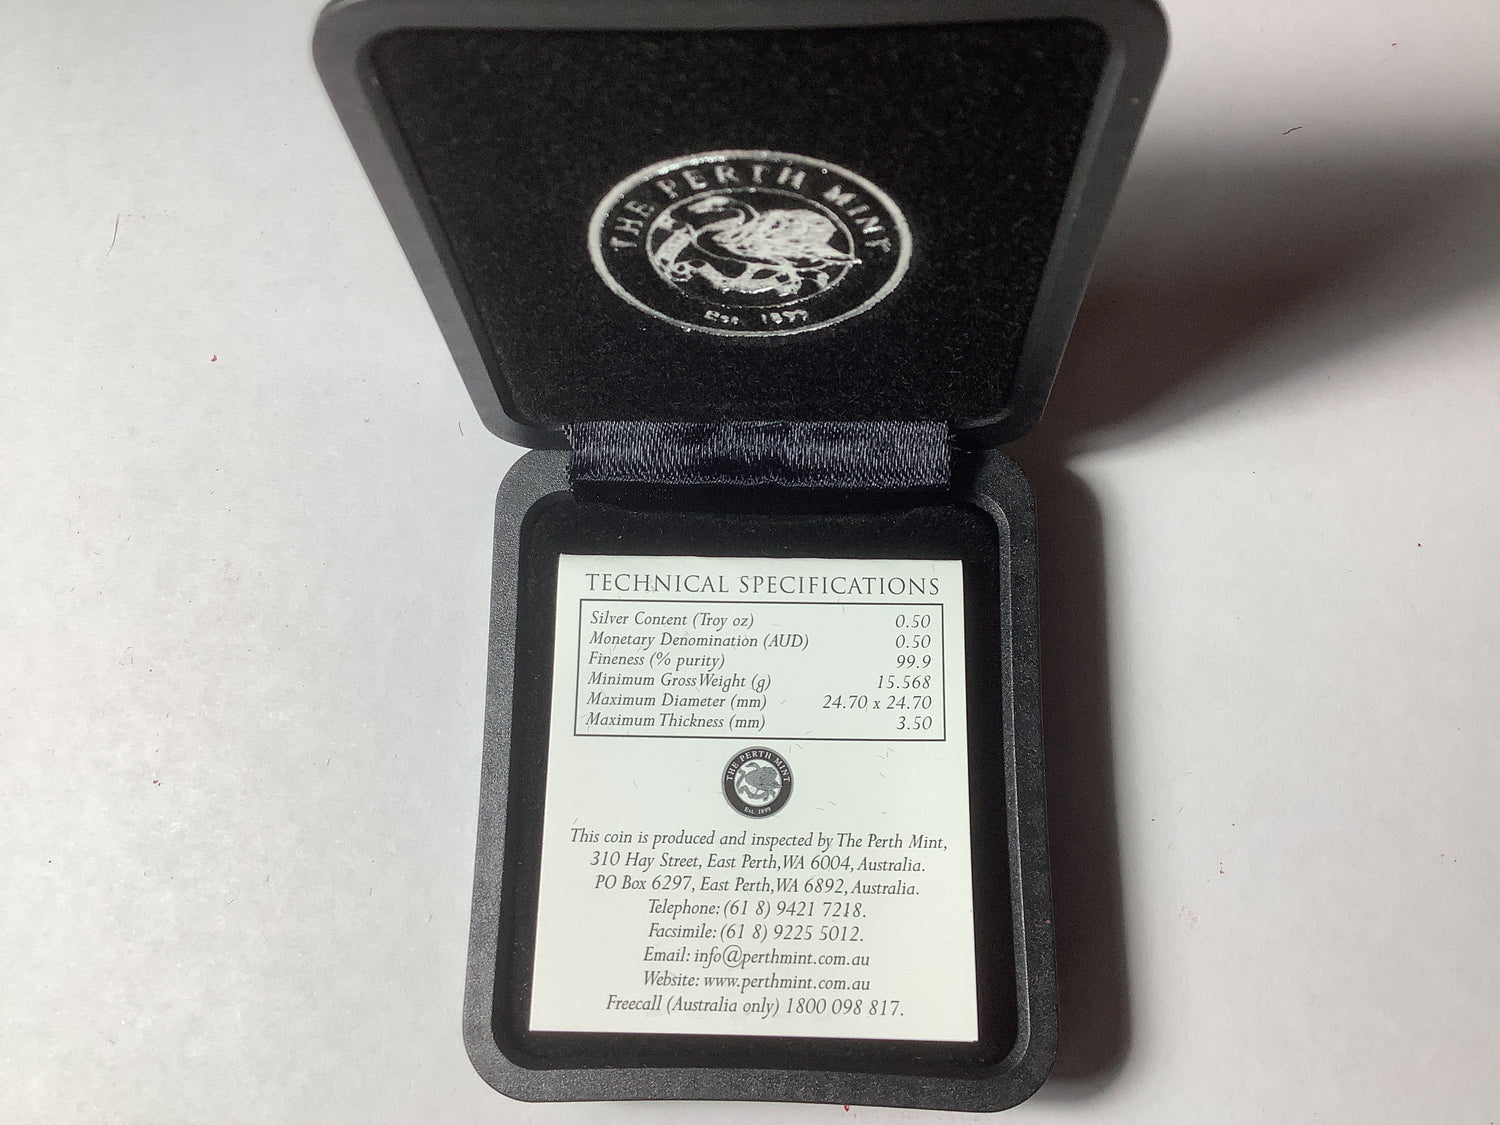 THE PERTH MINT
Est. 1899
TECHNICAL SPECIFICATIONS
Silver Content (Troy oz) 0.50
Monetary Denomination (AUD) 0.50
Fineness (% purity) 99.9
Minimum Gross Weight (g) 15.568
Maximum Diameter (mm) 24.70 x 24.70
Maximum Thickness (mm) 3.50
THE PERTH MINT
Est. 1899
This coin is produced and inspected by The Perth Mint,
310 Hay Street, East Perth, WA 6004, Australia.
PO Box 6297, East Perth, WA 6892, Australia.
Telephone: (61 8) 9421 7218.
Facsimile: (61 8) 9225 5012.
Email: info@perthmint.com.au
Website: www.perthmint.com.au
Freecall (Australia only) 1800 098 817.